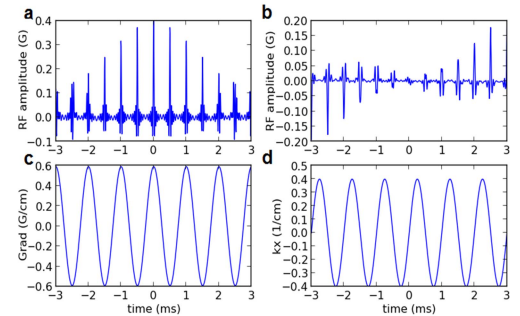 a
RF amplitude (G)
0.4
0.3
0.2
0.1
0.0
−0.1
−3 −2 −1 0 1 2 3
b
RF amplitude (G)
0.20
0.15
0.10
0.05
0.00
−0.05
−0.10
−0.15
−0.20
−3 −2 −1 0 1 2 3
c
Grad (G/cm)
0.6
0.4
0.2
0.0
−0.2
−0.4
−0.6
−3 −2 −1 0 1 2 3
time (ms)
d
kx (1/cm)
0.5
0.4
0.3
0.2
0.1
0.0
−0.1
−0.2
−0.3
−0.4
−3 −2 −1 0 1 2 3
time (ms)